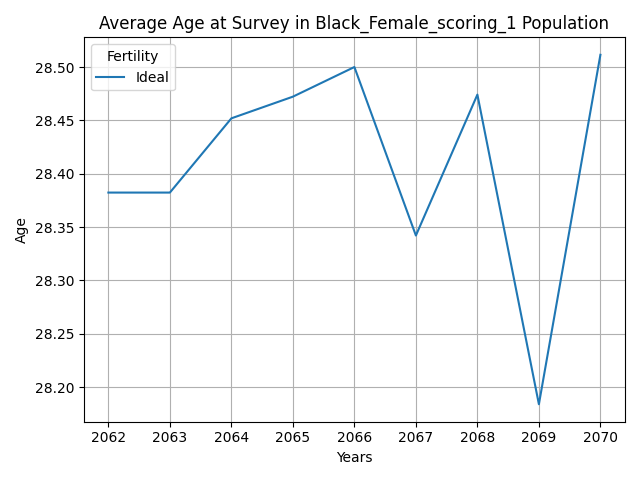 Average Age at Survey in Black_Female_scoring_1 Population
Fertility
Ideal
28.50
28.45
28.40
28.35
28.30
28.25
28.20
Age
2062 2063 2064 2065 2066 2067 2068 2069 2070
Years